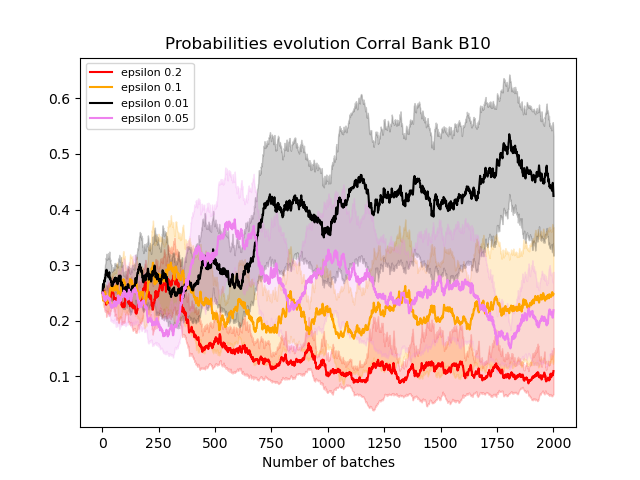 Probabilities evolution Corral Bank B10
epsilon 0.2
epsilon 0.1
epsilon 0.01
epsilon 0.05
0.6
0.5
0.4
0.3
0.2
0.1
0 250 500 750 1000 1250 1500 1750 2000
Number of batches